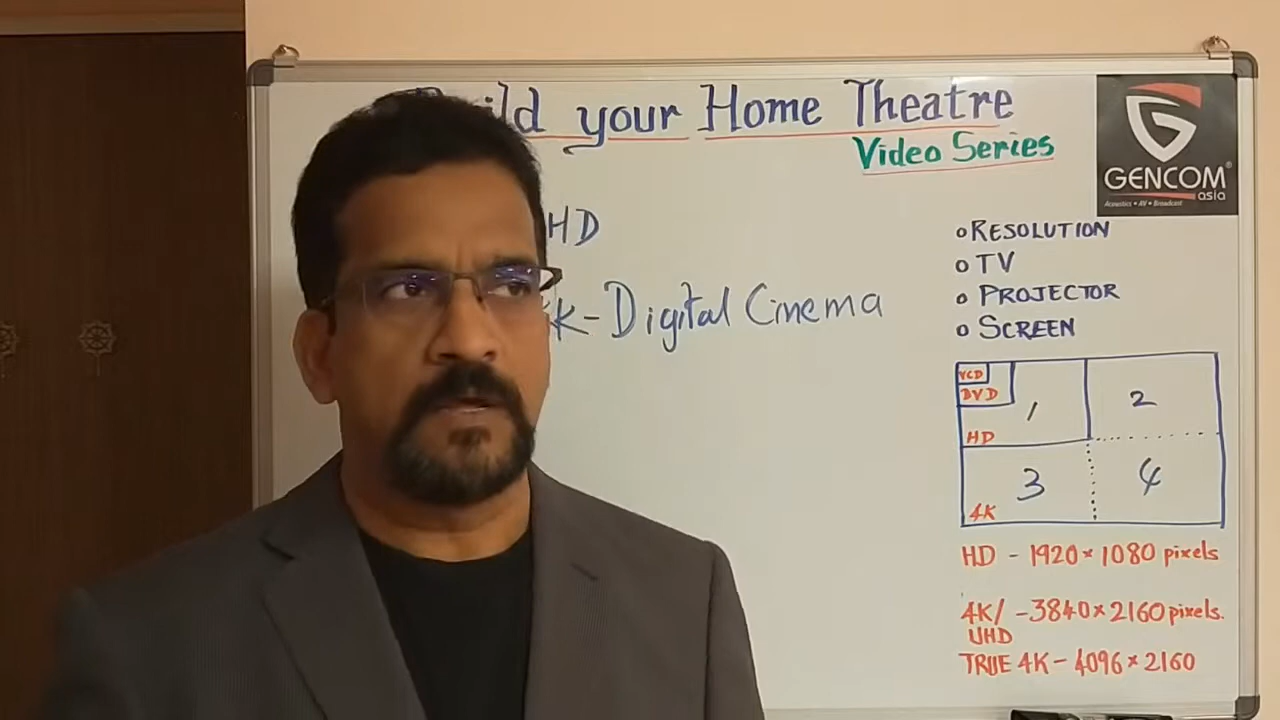 your Home Theatre
Video Series
GENCOM®
asia
Acoustics • AV • Broadcast
HD
K-Digital Cinema
o RESOLUTION
o TV
o PROJECTOR
o SCREEN
VCD
DVD
1
2
HD
3
4
4K
HD - 1920 × 1080 pixels
4K/ - 3840 × 2160 pixels.
UHD
TRUE 4K - 4096 × 2160